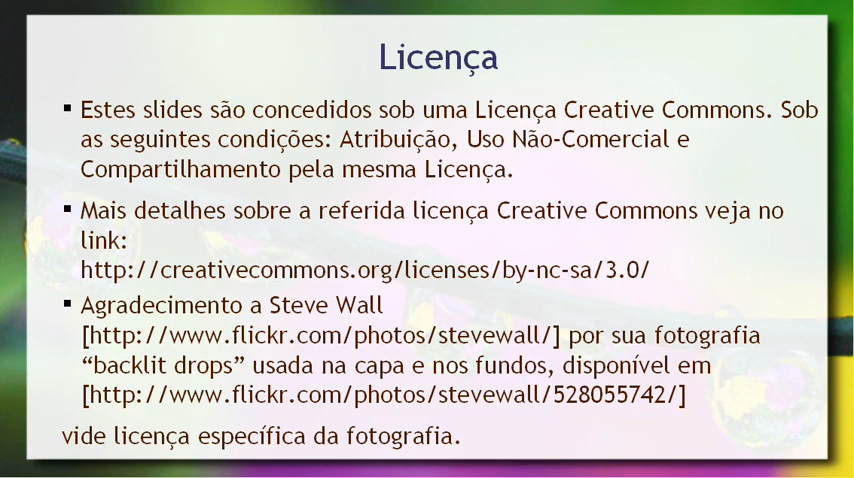 Licença
▪ Estes slides são concedidos sob uma Licença Creative Commons. Sob
as seguintes condições: Atribuição, Uso Não-Comercial e
Compartilhamento pela mesma Licença.
▪ Mais detalhes sobre a referida licença Creative Commons veja no
link:
http://creativecommons.org/licenses/by-nc-sa/3.0/
▪ Agradecimento a Steve Wall
[http://www.flickr.com/photos/stevewall/] por sua fotografia
“backlit drops” usada na capa e nos fundos, disponível em
[http://www.flickr.com/photos/stevewall/528055742/]
vide licença específica da fotografia.